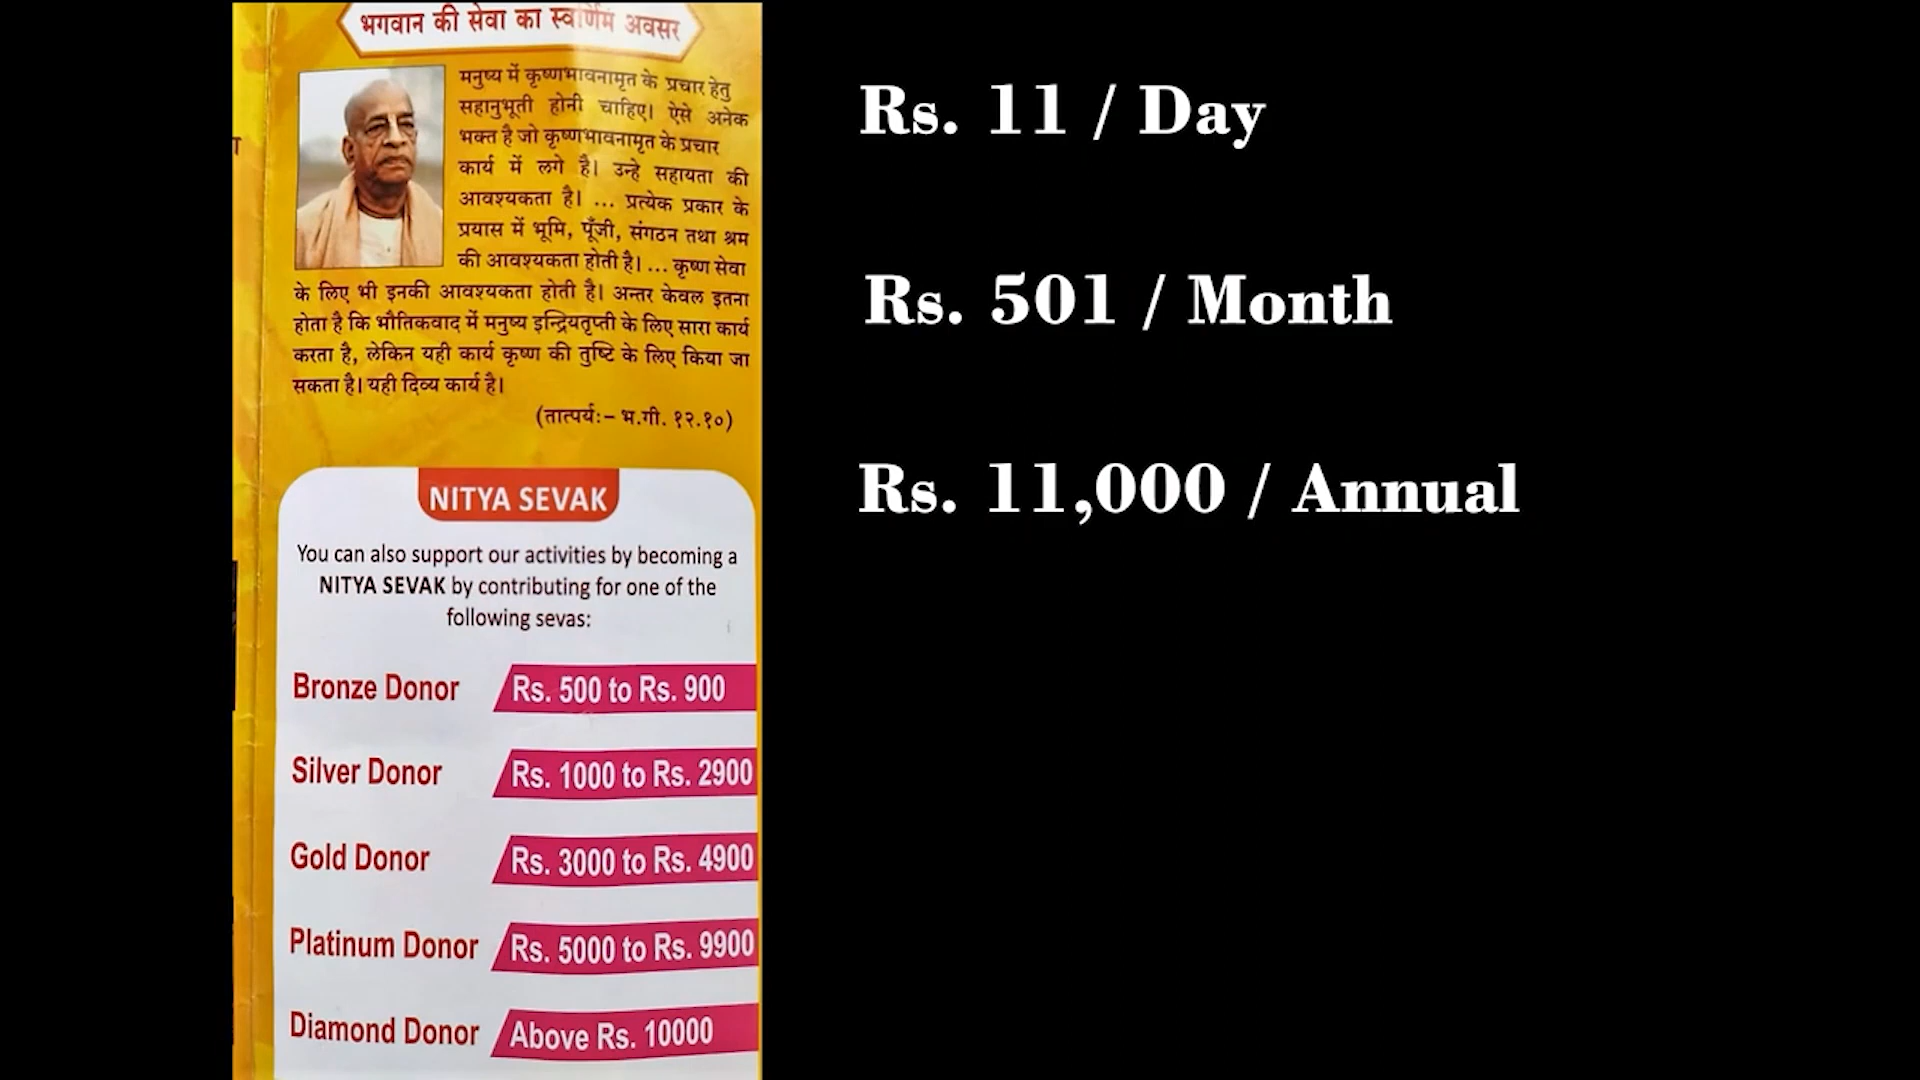 भगवान की सेवा का स्वर्णिम अवसर
मनुष्य में कृष्णभावनामृत के प्रचार हेतु
सहानुभूती होनी चाहिए। ऐसे अनेक
भक्त है जो कृष्णभावनामृत के प्रचार
कार्य में लगे है। उन्हे सहायता की
आवश्यकता है। ... प्रत्येक प्रकार के
प्रयास में भूमि, पूँजी, संगठन तथा श्रम
की आवश्यकता होती है। ... कृष्ण सेवा
के लिए भी इनकी आवश्यकता होती है। अन्तर केवल इतना
होता है कि भौतिकवाद में मनुष्य इन्द्रियतृप्ती के लिए सारा कार्य
करता है, लेकिन यही कार्य कृष्ण की तुष्टि के लिए किया जा
सकता है। यही दिव्य कार्य है।
(तात्पर्यः– भ.गी. १२.१०)
NITYA SEVAK
You can also support our activities by becoming a
NITYA SEVAK by contributing for one of the
following sevas:
Bronze Donor Rs. 500 to Rs. 900
Silver Donor Rs. 1000 to Rs. 2900
Gold Donor Rs. 3000 to Rs. 4900
Platinum Donor Rs. 5000 to Rs. 9900
Diamond Donor Above Rs. 10000
Rs. 11 / Day
Rs. 501 / Month
Rs. 11,000 / Annual